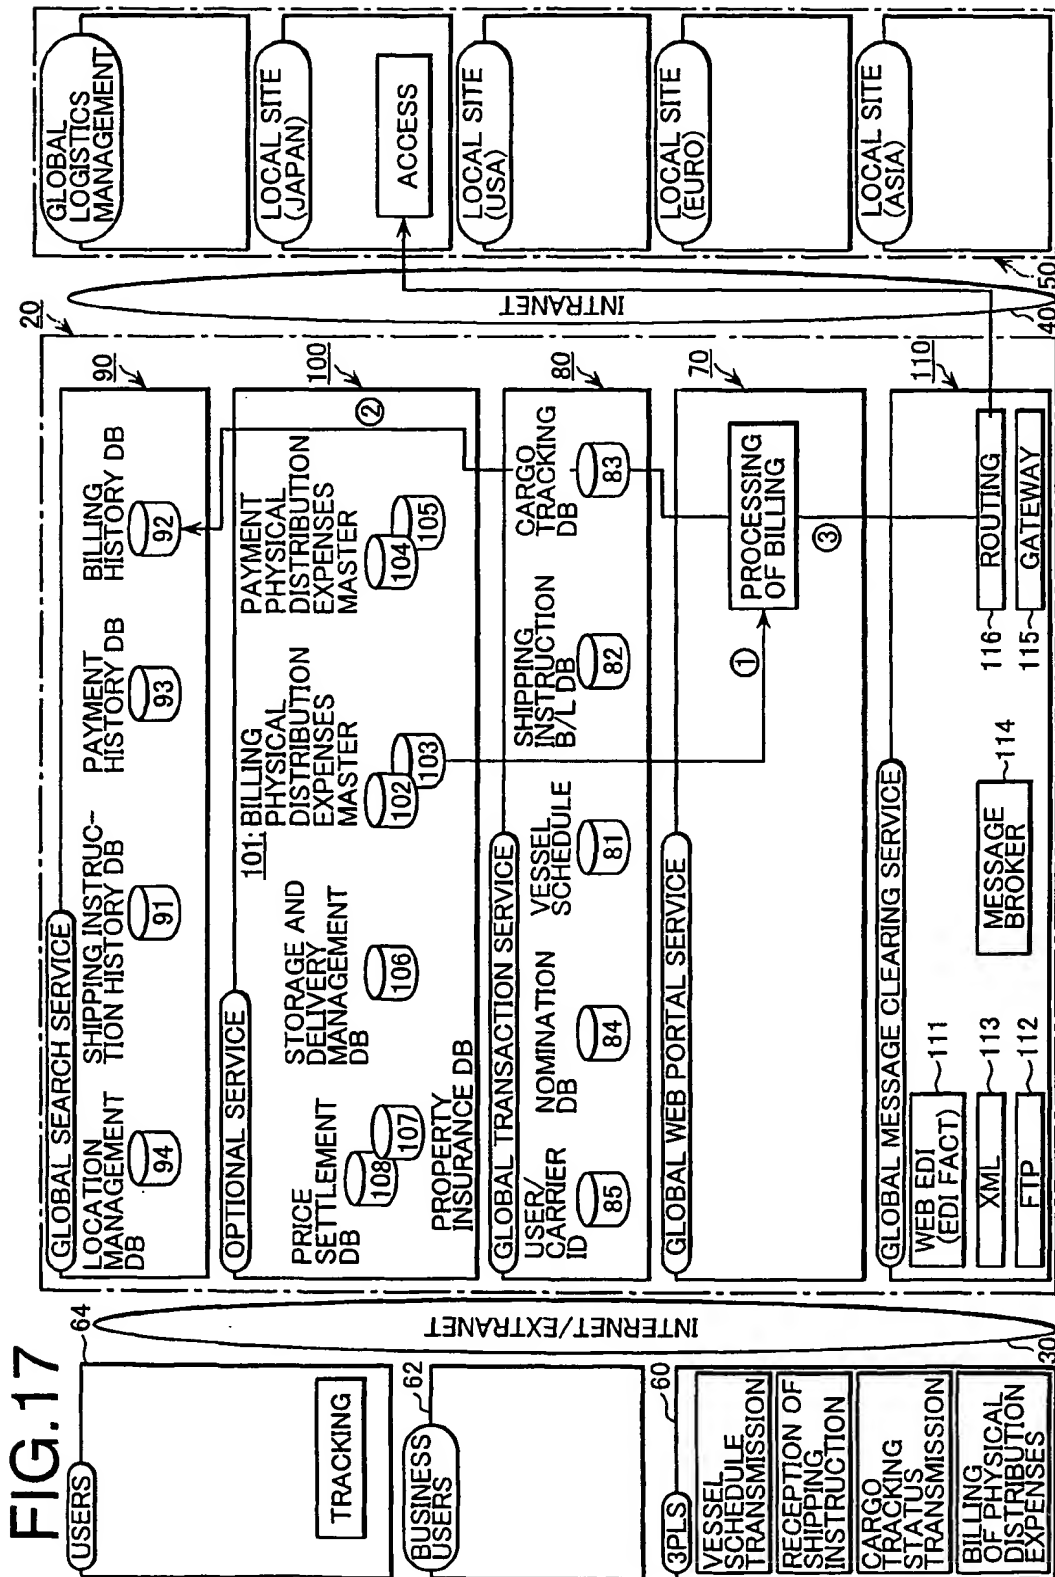 FIG.17
USERS
64
TRACKING
BUSINESS
USERS
62
3PLS
60
VESSEL
SCHEDULE
TRANSMISSION
RECEPTION OF
SHIPPING
INSTRUCTION
CARGO
TRACKING
STATUS
TRANSMISSION
BILLING
OF PHYSICAL
DISTRIBUTION
EXPENSES
INTERNET/EXTRANET
30
20
GLOBAL SEARCH SERVICE
90
LOCATION
MANAGEMENT
DB
94
SHIPPING INSTRUC-
TION HISTORY DB
91
PAYMENT
HISTORY DB
93
BILLING
HISTORY DB
92
OPTIONAL SERVICE
100
PRICE
SETTLEMENT
DB
108
107
PROPERTY
INSURANCE DB
STORAGE AND
DELIVERY
MANAGEMENT
DB
106
101: BILLING
PHYSICAL
DISTRIBUTION
EXPENSES
MASTER
102
103
PAYMENT
PHYSICAL
DISTRIBUTION
EXPENSES
MASTER
104
105
②
GLOBAL TRANSACTION SERVICE
80
USER/
CARRIER
ID
85
NOMINATION
DB
84
VESSEL
SCHEDULE
81
SHIPPING
INSTRUCTION
B/L DB
82
CARGO
TRACKING
DB
83
GLOBAL WEB PORTAL SERVICE
70
①
PROCESSING
OF BILLING
③
GLOBAL MESSAGE CLEARING SERVICE
110
WEB EDI
(EDI FACT)
111
XML
113
FTP
112
MESSAGE
BROKER
114
ROUTING
116
GATEWAY
115
INTRANET
40
50
GLOBAL
LOGISTICS
MANAGEMENT
LOCAL SITE
(JAPAN)
ACCESS
LOCAL SITE
(USA)
LOCAL SITE
(EURO)
LOCAL SITE
(ASIA)